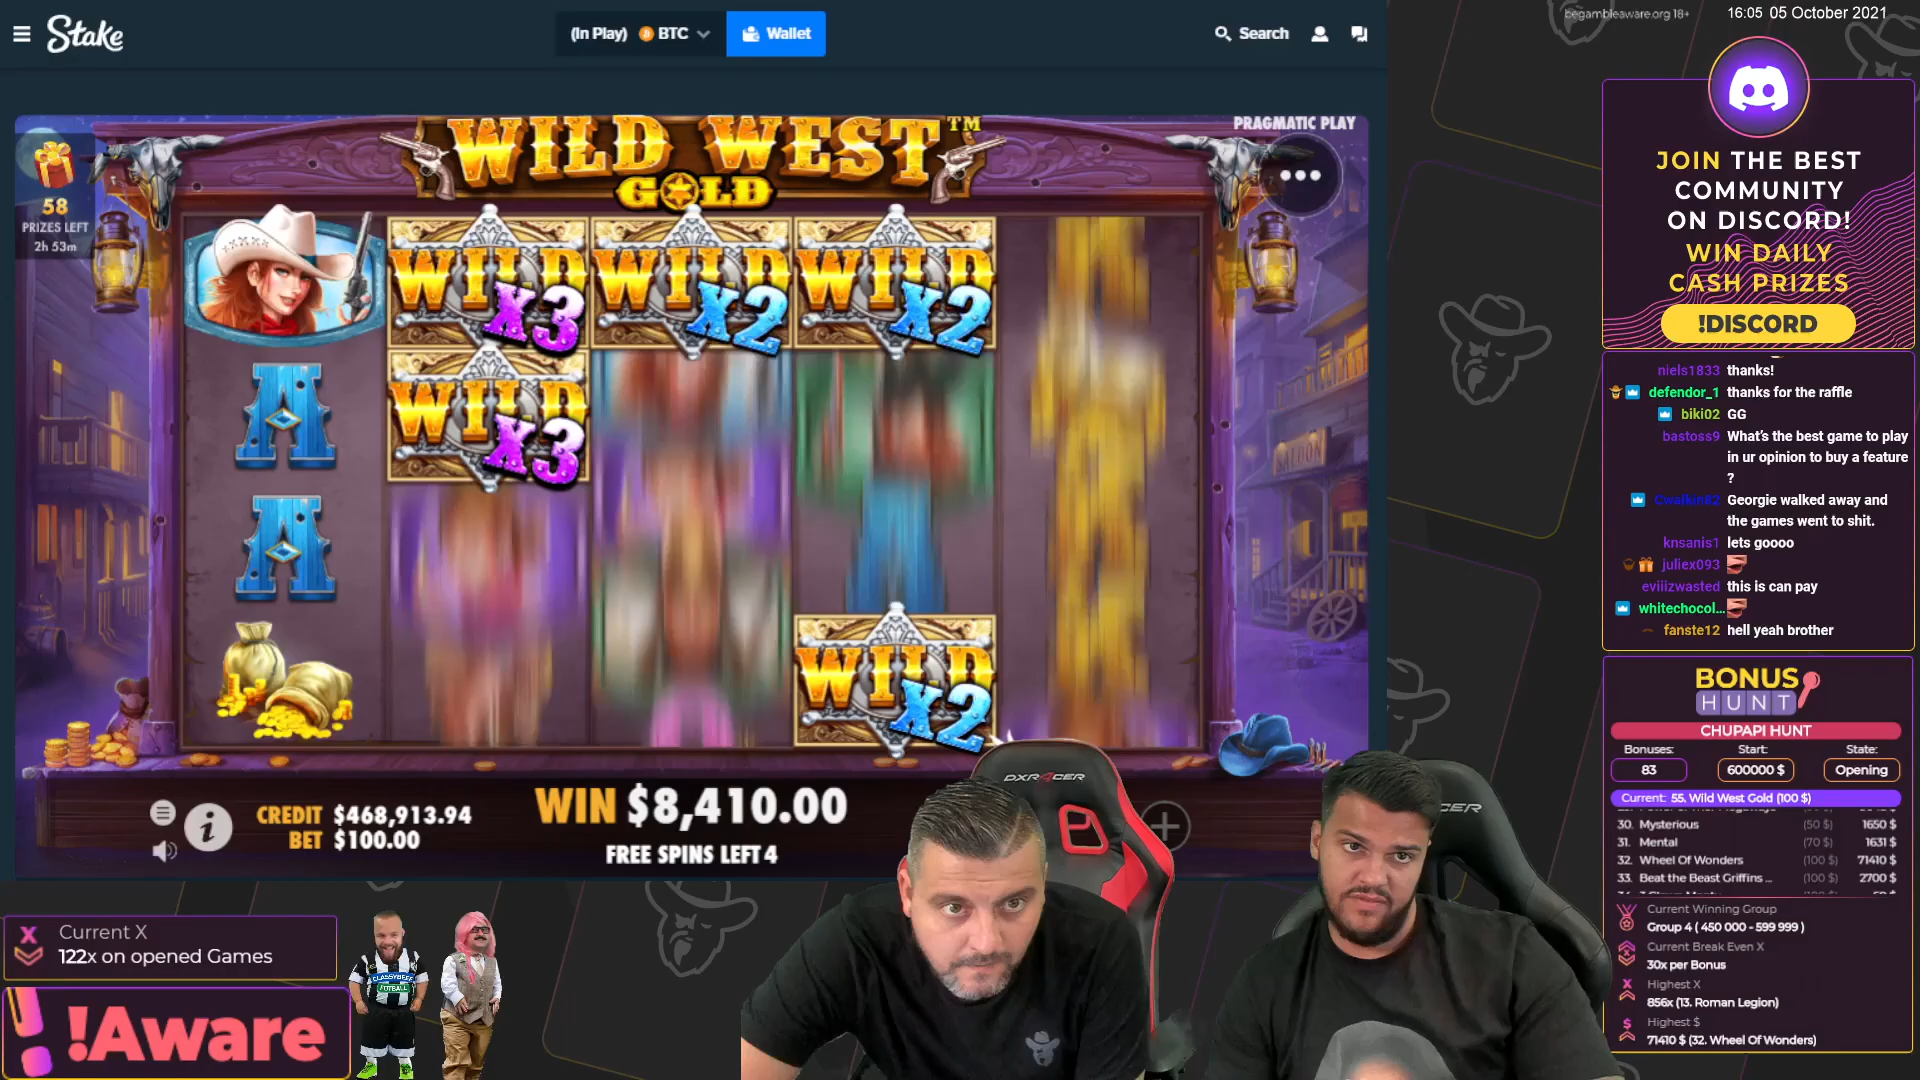 Stake
(In Play) BTC
Wallet
Search
begambleaware.org 18+
16:05 05 October 2021
58
PRIZES LEFT
2h 53m
WILD WEST™
GOLD
PRAGMATIC PLAY
WILD X3
WILD X2
WILD X2
WILD X3
WILD X2
A
A
SALOON
CREDIT $468,913.94
BET $100.00
WIN $8,410.00
FREE SPINS LEFT 4
JOIN THE BEST
COMMUNITY
ON DISCORD!
WIN DAILY
CASH PRIZES
!DISCORD
niels1833 thanks!
defendor_1 thanks for the raffle
biki02 GG
bastoss9 What's the best game to play
in ur opinion to buy a feature
?
Cwalkin82 Georgie walked away and
the games went to shit.
knsanis1 lets goooo
juliex093
eviiizwasted this is can pay
whitechocol...
fanste12 hell yeah brother
BONUS
HUNT
CHUPAPI HUNT
Bonuses: Start: State:
83 600000 $ Opening
Current: 55. Wild West Gold (100 $)
30. Mysterious (50 $) 1650 $
31. Mental (70 $) 1631 $
32. Wheel Of Wonders (100 $) 71410 $
33. Beat the Beast Griffins ... (100 $) 2700 $
Current Winning Group
Group 4 ( 450 000 - 599 999 )
Current Break Even X
30x per Bonus
Highest X
856x (13. Roman Legion)
Highest $
71410 $ (32. Wheel Of Wonders)
Current X
122x on opened Games
!Aware
DXRACER
CLASSYBEEF
FOTBALL